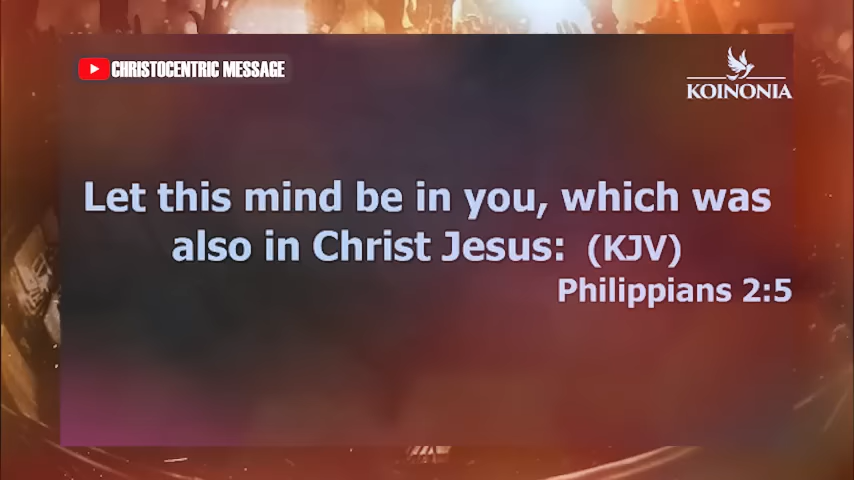 CHRISTOCENTRIC MESSAGE
KOINONIA
Let this mind be in you, which was
also in Christ Jesus: (KJV)
Philippians 2:5